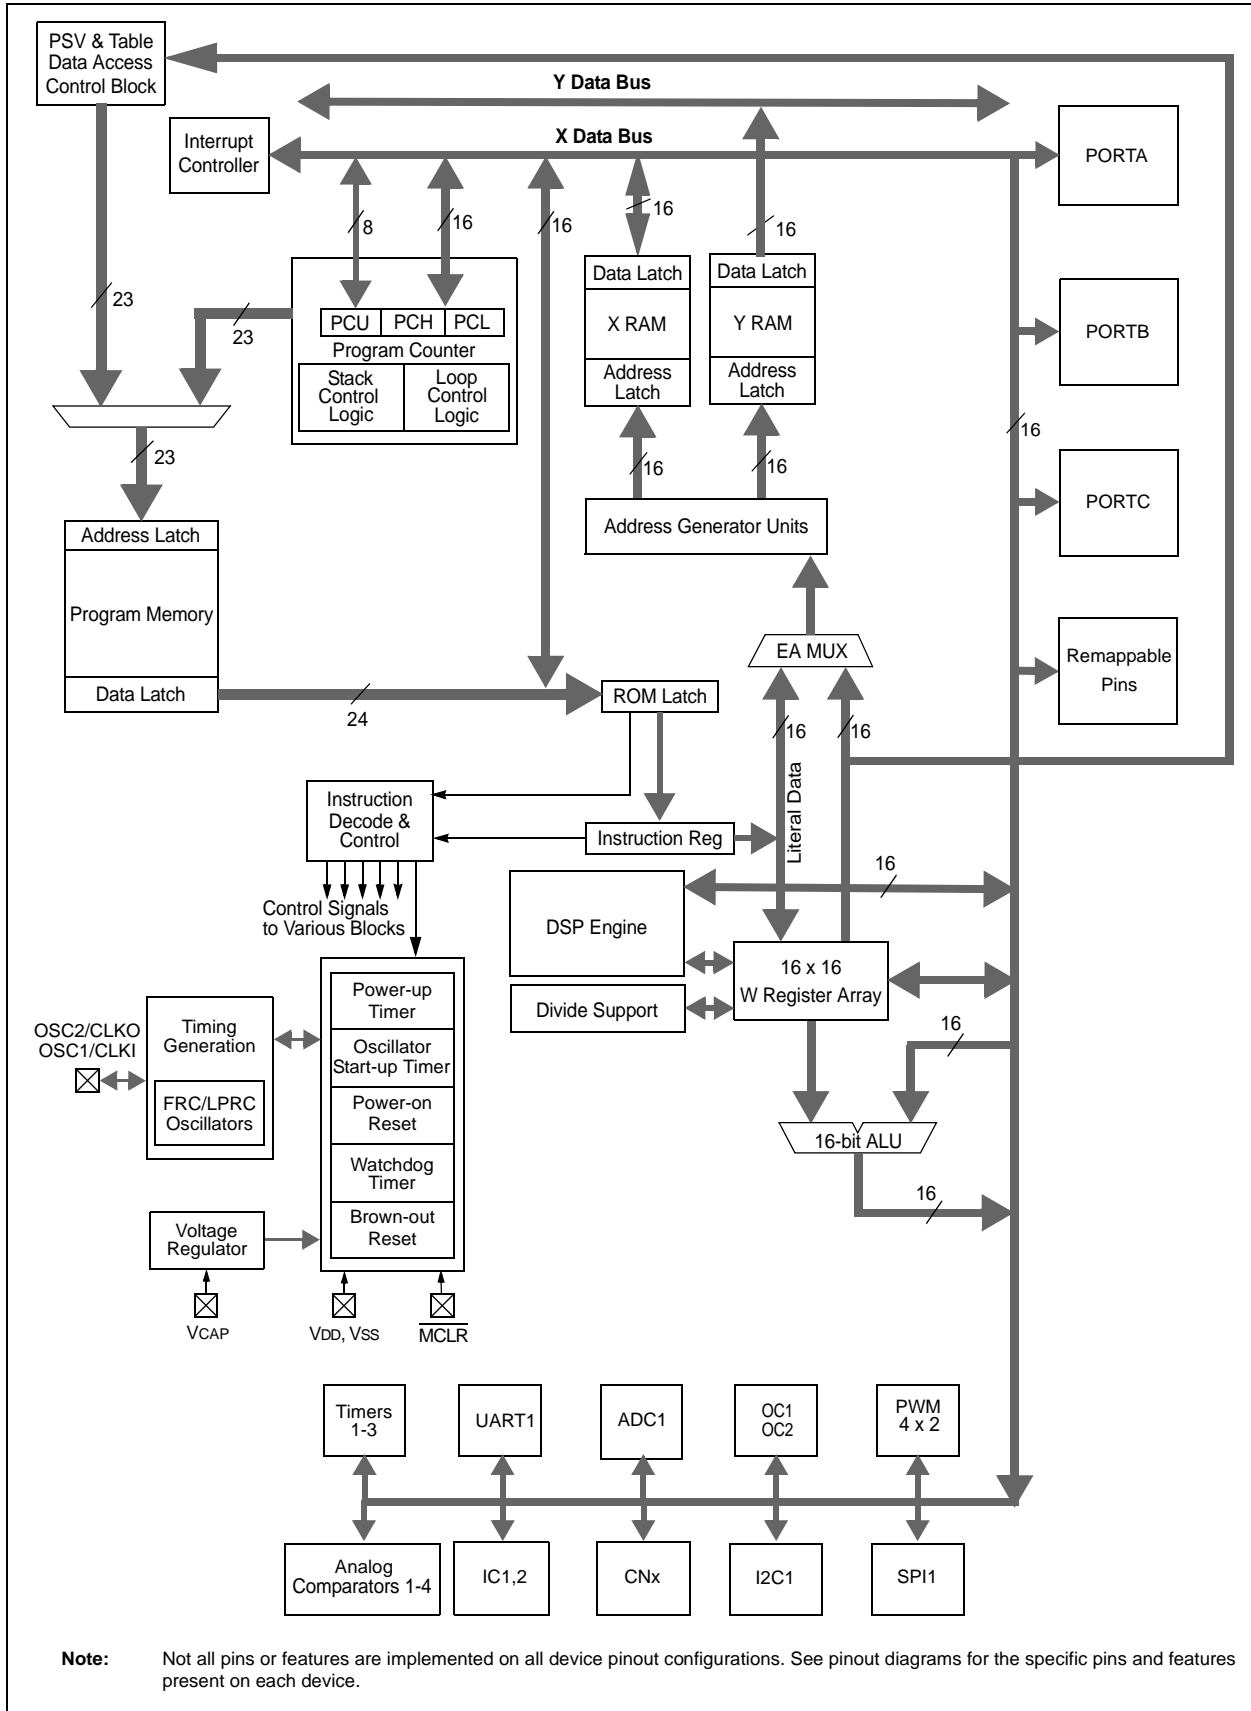 PSV & Table
Data Access
Control Block
Y Data Bus
Interrupt
Controller
X Data Bus
PORTA
8
16
16
16
16
23
23
Data Latch
Data Latch
X RAM
Y RAM
PCU
PCH
PCL
Program Counter
Stack
Control
Logic
Loop
Control
Logic
Address
Latch
Address
Latch
PORTB
16
23
16
16
PORTC
Address Generator Units
Address Latch
Program Memory
Data Latch
24
EA MUX
Remappable
Pins
ROM Latch
16
16
Literal Data
Instruction
Decode &
Control
Instruction Reg
16
Control Signals
to Various Blocks
DSP Engine
16 x 16
W Register Array
Divide Support
Power-up
Timer
OSC2/CLKO
OSC1/CLKI
Timing
Generation
Oscillator
Start-up Timer
16
FRC/LPRC
Oscillators
Power-on
Reset
16-bit ALU
Watchdog
Timer
16
Voltage
Regulator
Brown-out
Reset
VCAP
VDD, VSS
MCLR
Timers
1-3
UART1
ADC1
OC1
OC2
PWM
4 x 2
Analog
Comparators 1-4
IC1,2
CNx
I2C1
SPI1
Note: Not all pins or features are implemented on all device pinout configurations. See pinout diagrams for the specific pins and features
present on each device.